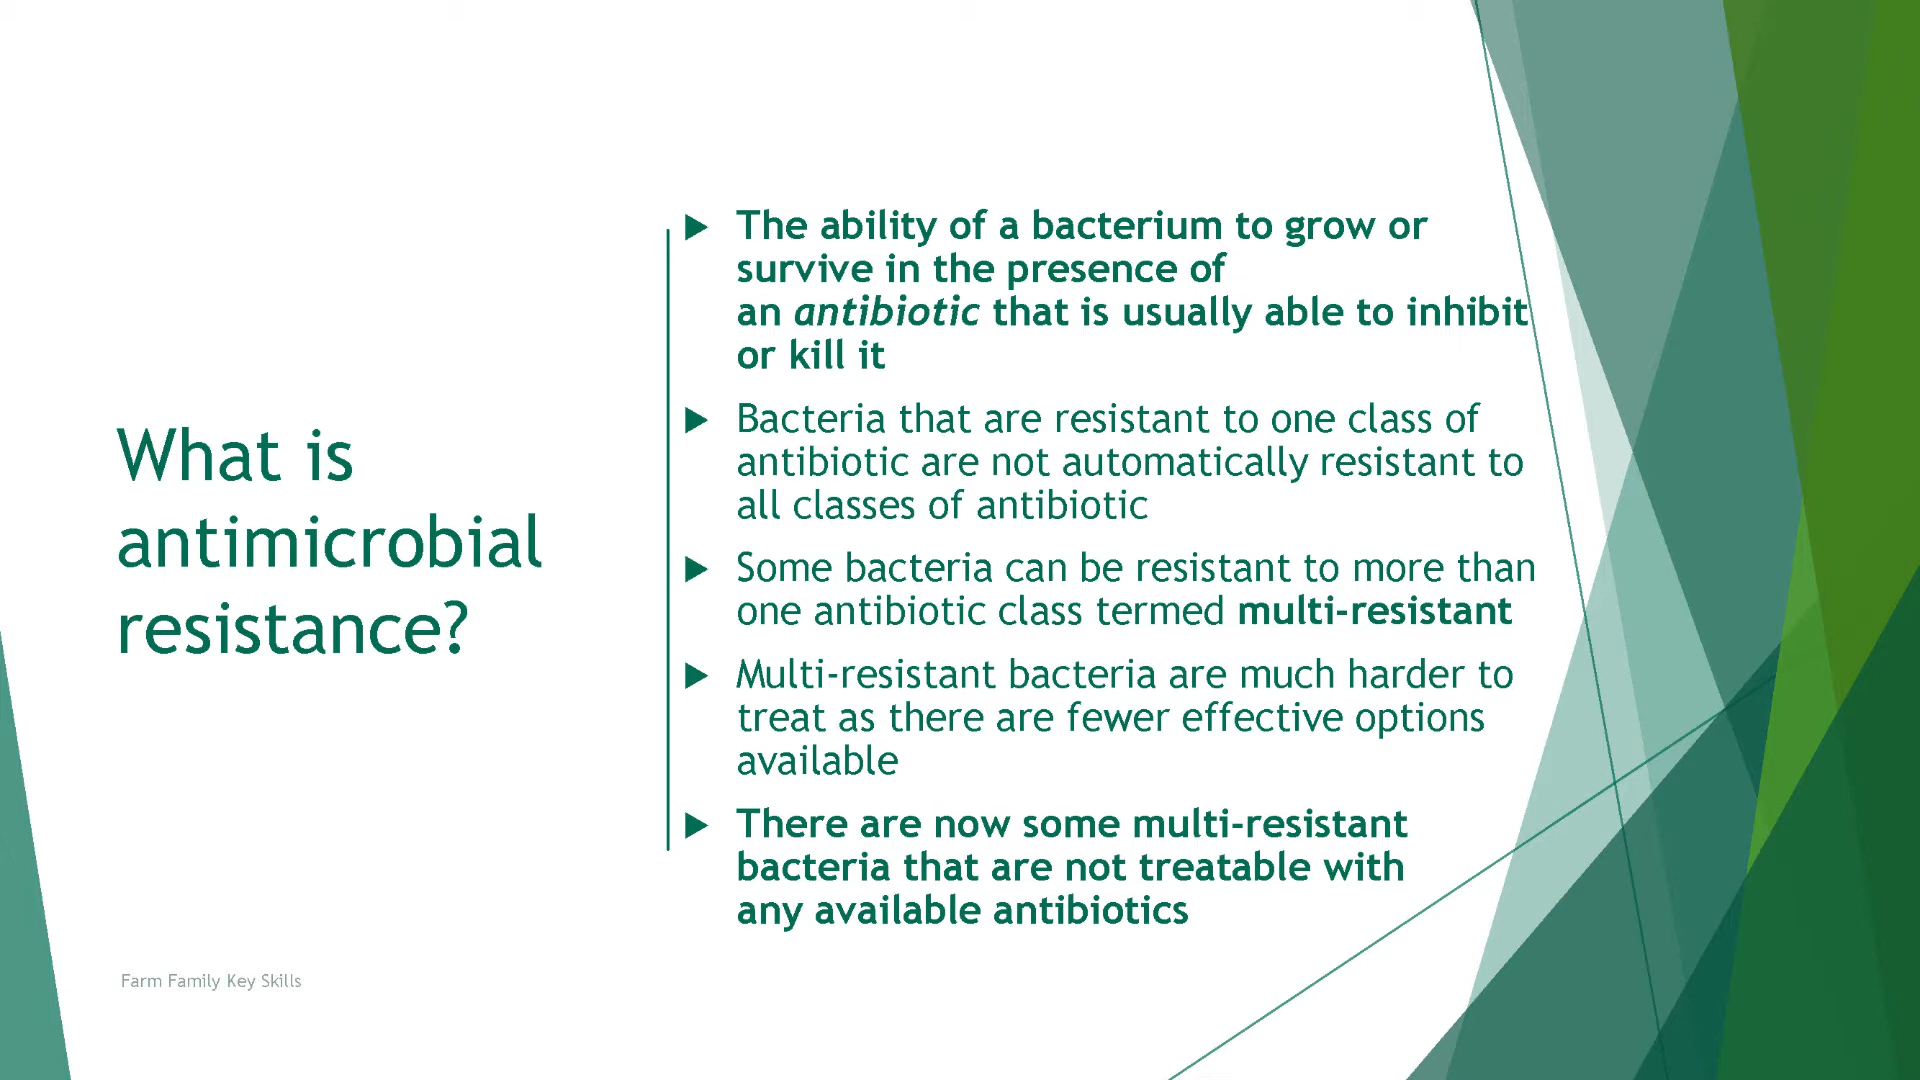 What is
antimicrobial
resistance?
The ability of a bacterium to grow or
survive in the presence of
an antibiotic that is usually able to inhibit
or kill it
Bacteria that are resistant to one class of
antibiotic are not automatically resistant to
all classes of antibiotic
Some bacteria can be resistant to more than
one antibiotic class termed multi-resistant
Multi-resistant bacteria are much harder to
treat as there are fewer effective options
available
There are now some multi-resistant
bacteria that are not treatable with
any available antibiotics
Farm Family Key Skills